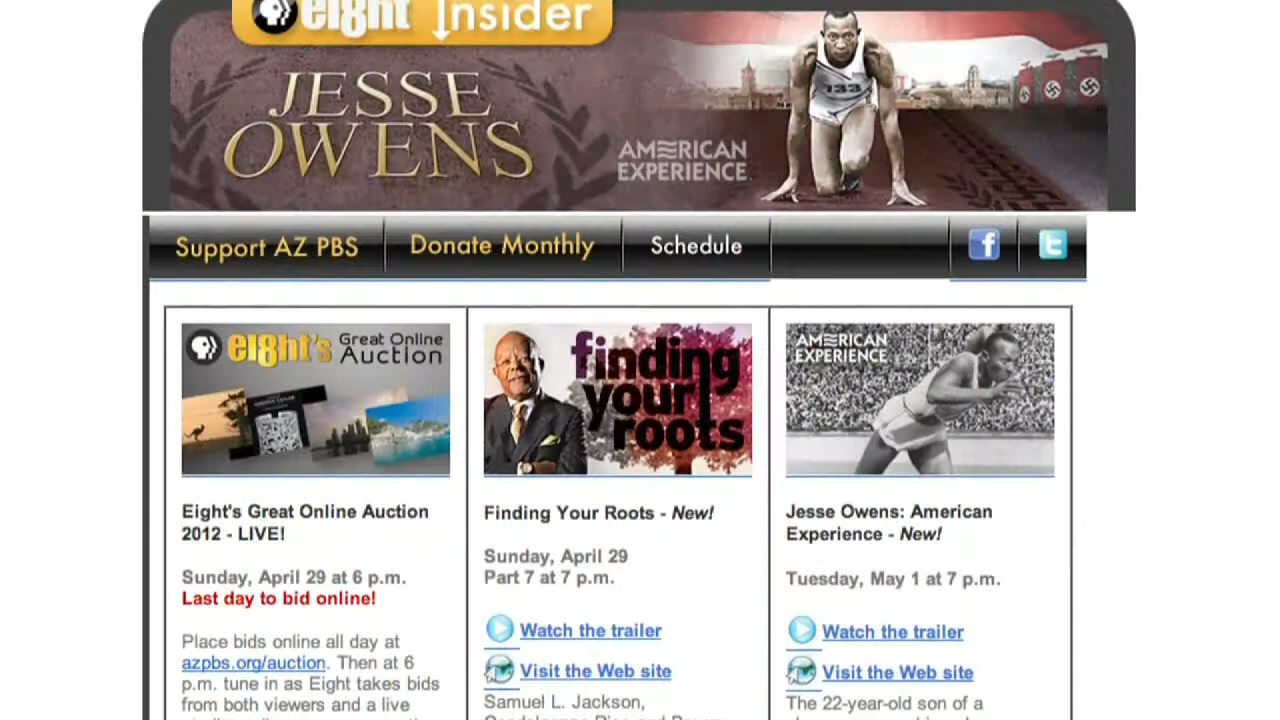 ei8ht Insider
JESSE
OWENS
133
AMERICAN
EXPERIENCE
Support AZ PBS
Donate Monthly
Schedule
f
t
ei8ht's Great Online
Auction
finding
your
roots
AMERICAN
EXPERIENCE
Eight's Great Online Auction
2012 - LIVE!
Sunday, April 29 at 6 p.m.
Last day to bid online!
Place bids online all day at
azpbs.org/auction. Then at 6
p.m. tune in as Eight takes bids
from both viewers and a live
Finding Your Roots - New!
Sunday, April 29
Part 7 at 7 p.m.
Watch the trailer
Visit the Web site
Samuel L. Jackson,
Jesse Owens: American
Experience - New!
Tuesday, May 1 at 7 p.m.
Watch the trailer
Visit the Web site
The 22-year-old son of a